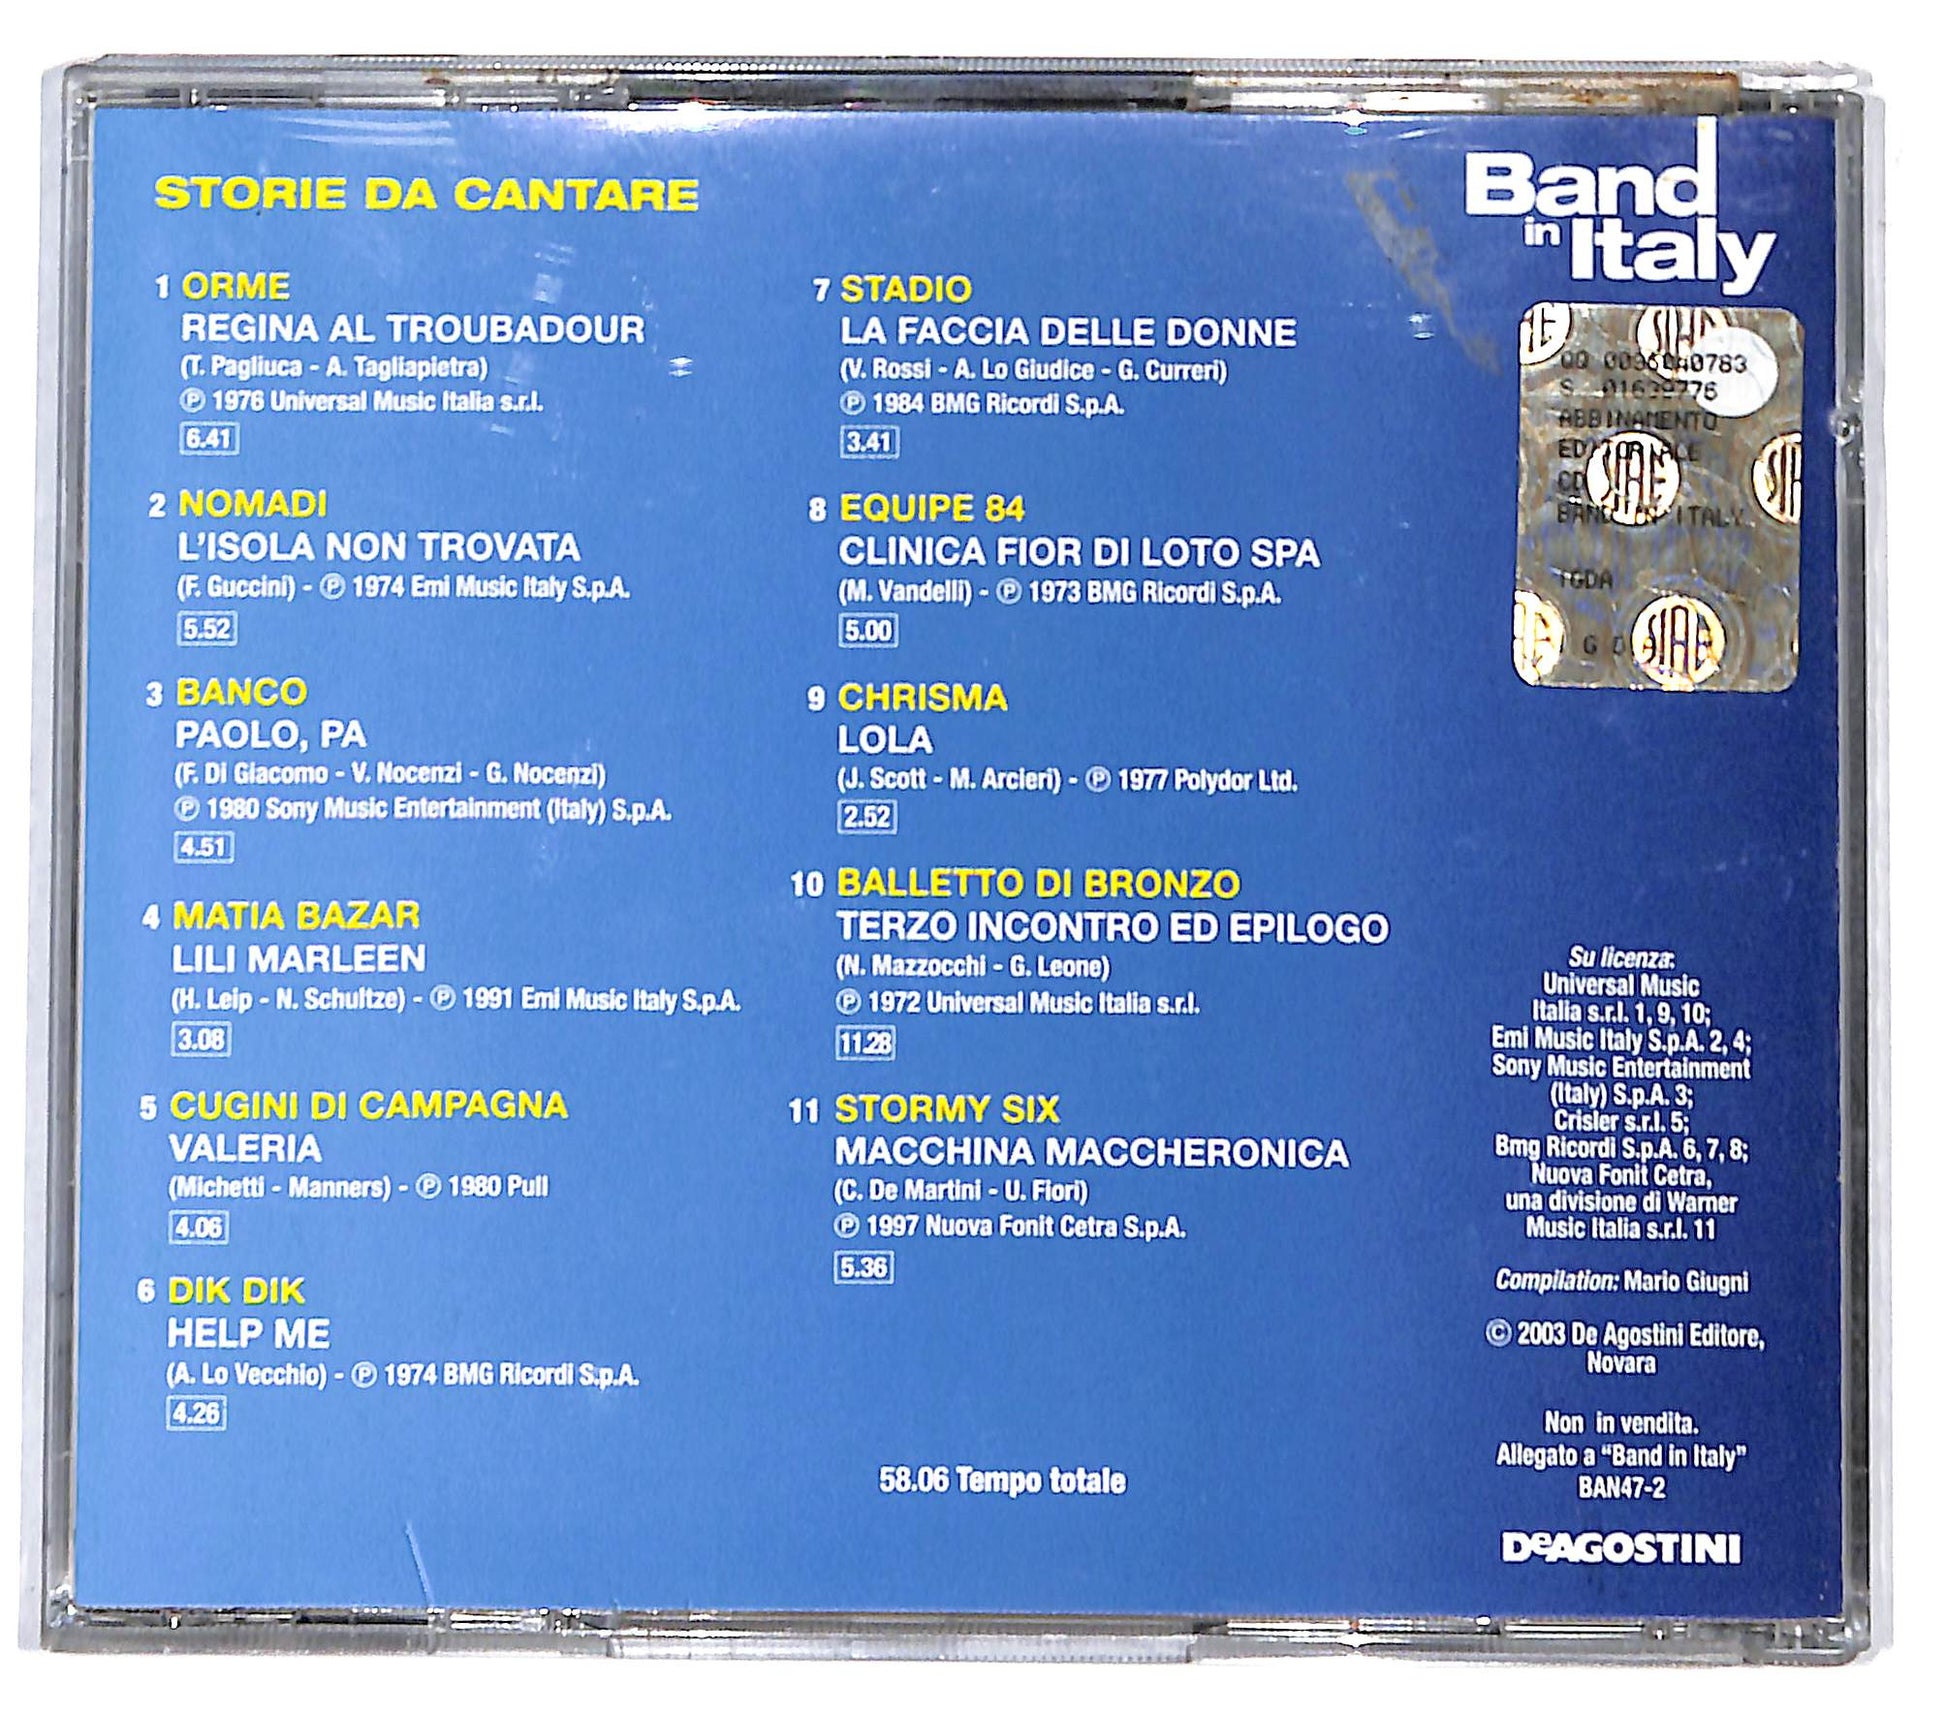 STORIE DA CANTARE
1 ORME
REGINA AL TROUBADOUR
(T. Pagliuca - A. Tagliapietra)
℗ 1976 Universal Music Italia s.r.l.
6.41
2 NOMADI
L'ISOLA NON TROVATA
(F. Guccini) - ℗ 1974 Emi Music Italy S.p.A.
5.52
3 BANCO
PAOLO, PA
(F. Di Giacomo - V. Nocenzi - G. Nocenzi)
℗ 1980 Sony Music Entertainment (Italy) S.p.A.
4.51
4 MATIA BAZAR
LILI MARLEEN
(H. Leip - N. Schultze) - ℗ 1991 Emi Music Italy S.p.A.
3.08
5 CUGINI DI CAMPAGNA
VALERIA
(Michetti - Manners) - ℗ 1980 Pull
4.06
6 DIK DIK
HELP ME
(A. Lo Vecchio) - ℗ 1974 BMG Ricordi S.p.A.
4.26
7 STADIO
LA FACCIA DELLE DONNE
(V. Rossi - A. Lo Giudice - G. Curreri)
℗ 1984 BMG Ricordi S.p.A.
3.41
8 EQUIPE 84
CLINICA FIOR DI LOTO SPA
(M. Vandelli) - ℗ 1973 BMG Ricordi S.p.A.
5.00
9 CHRISMA
LOLA
(J. Scott - M. Arcieri) - ℗ 1977 Polydor Ltd.
2.52
10 BALLETTO DI BRONZO
TERZO INCONTRO ED EPILOGO
(N. Mazzocchi - G. Leone)
℗ 1972 Universal Music Italia s.r.l.
11.28
11 STORMY SIX
MACCHINA MACCHERONICA
(C. De Martini - U. Fiori)
℗ 1997 Nuova Fonit Cetra S.p.A.
5.36
58.06 Tempo totale
Band
in Italy
SIAE
ABBINAMENTO
EDITORIALE
CD
BAND IN ITALY
IGDA
SIAE
Su licenza:
Universal Music
Italia s.r.l. 1, 9, 10;
Emi Music Italy S.p.A. 2, 4;
Sony Music Entertainment
(Italy) S.p.A. 3;
Crisler s.r.l. 5;
Bmg Ricordi S.p.A. 6, 7, 8;
Nuova Fonit Cetra,
una divisione di Warner
Music Italia s.r.l. 11
Compilation: Mario Giugni
© 2003 De Agostini Editore,
Novara
Non in vendita.
Allegato a “Band in Italy”
BAN47-2
DeAGOSTINI